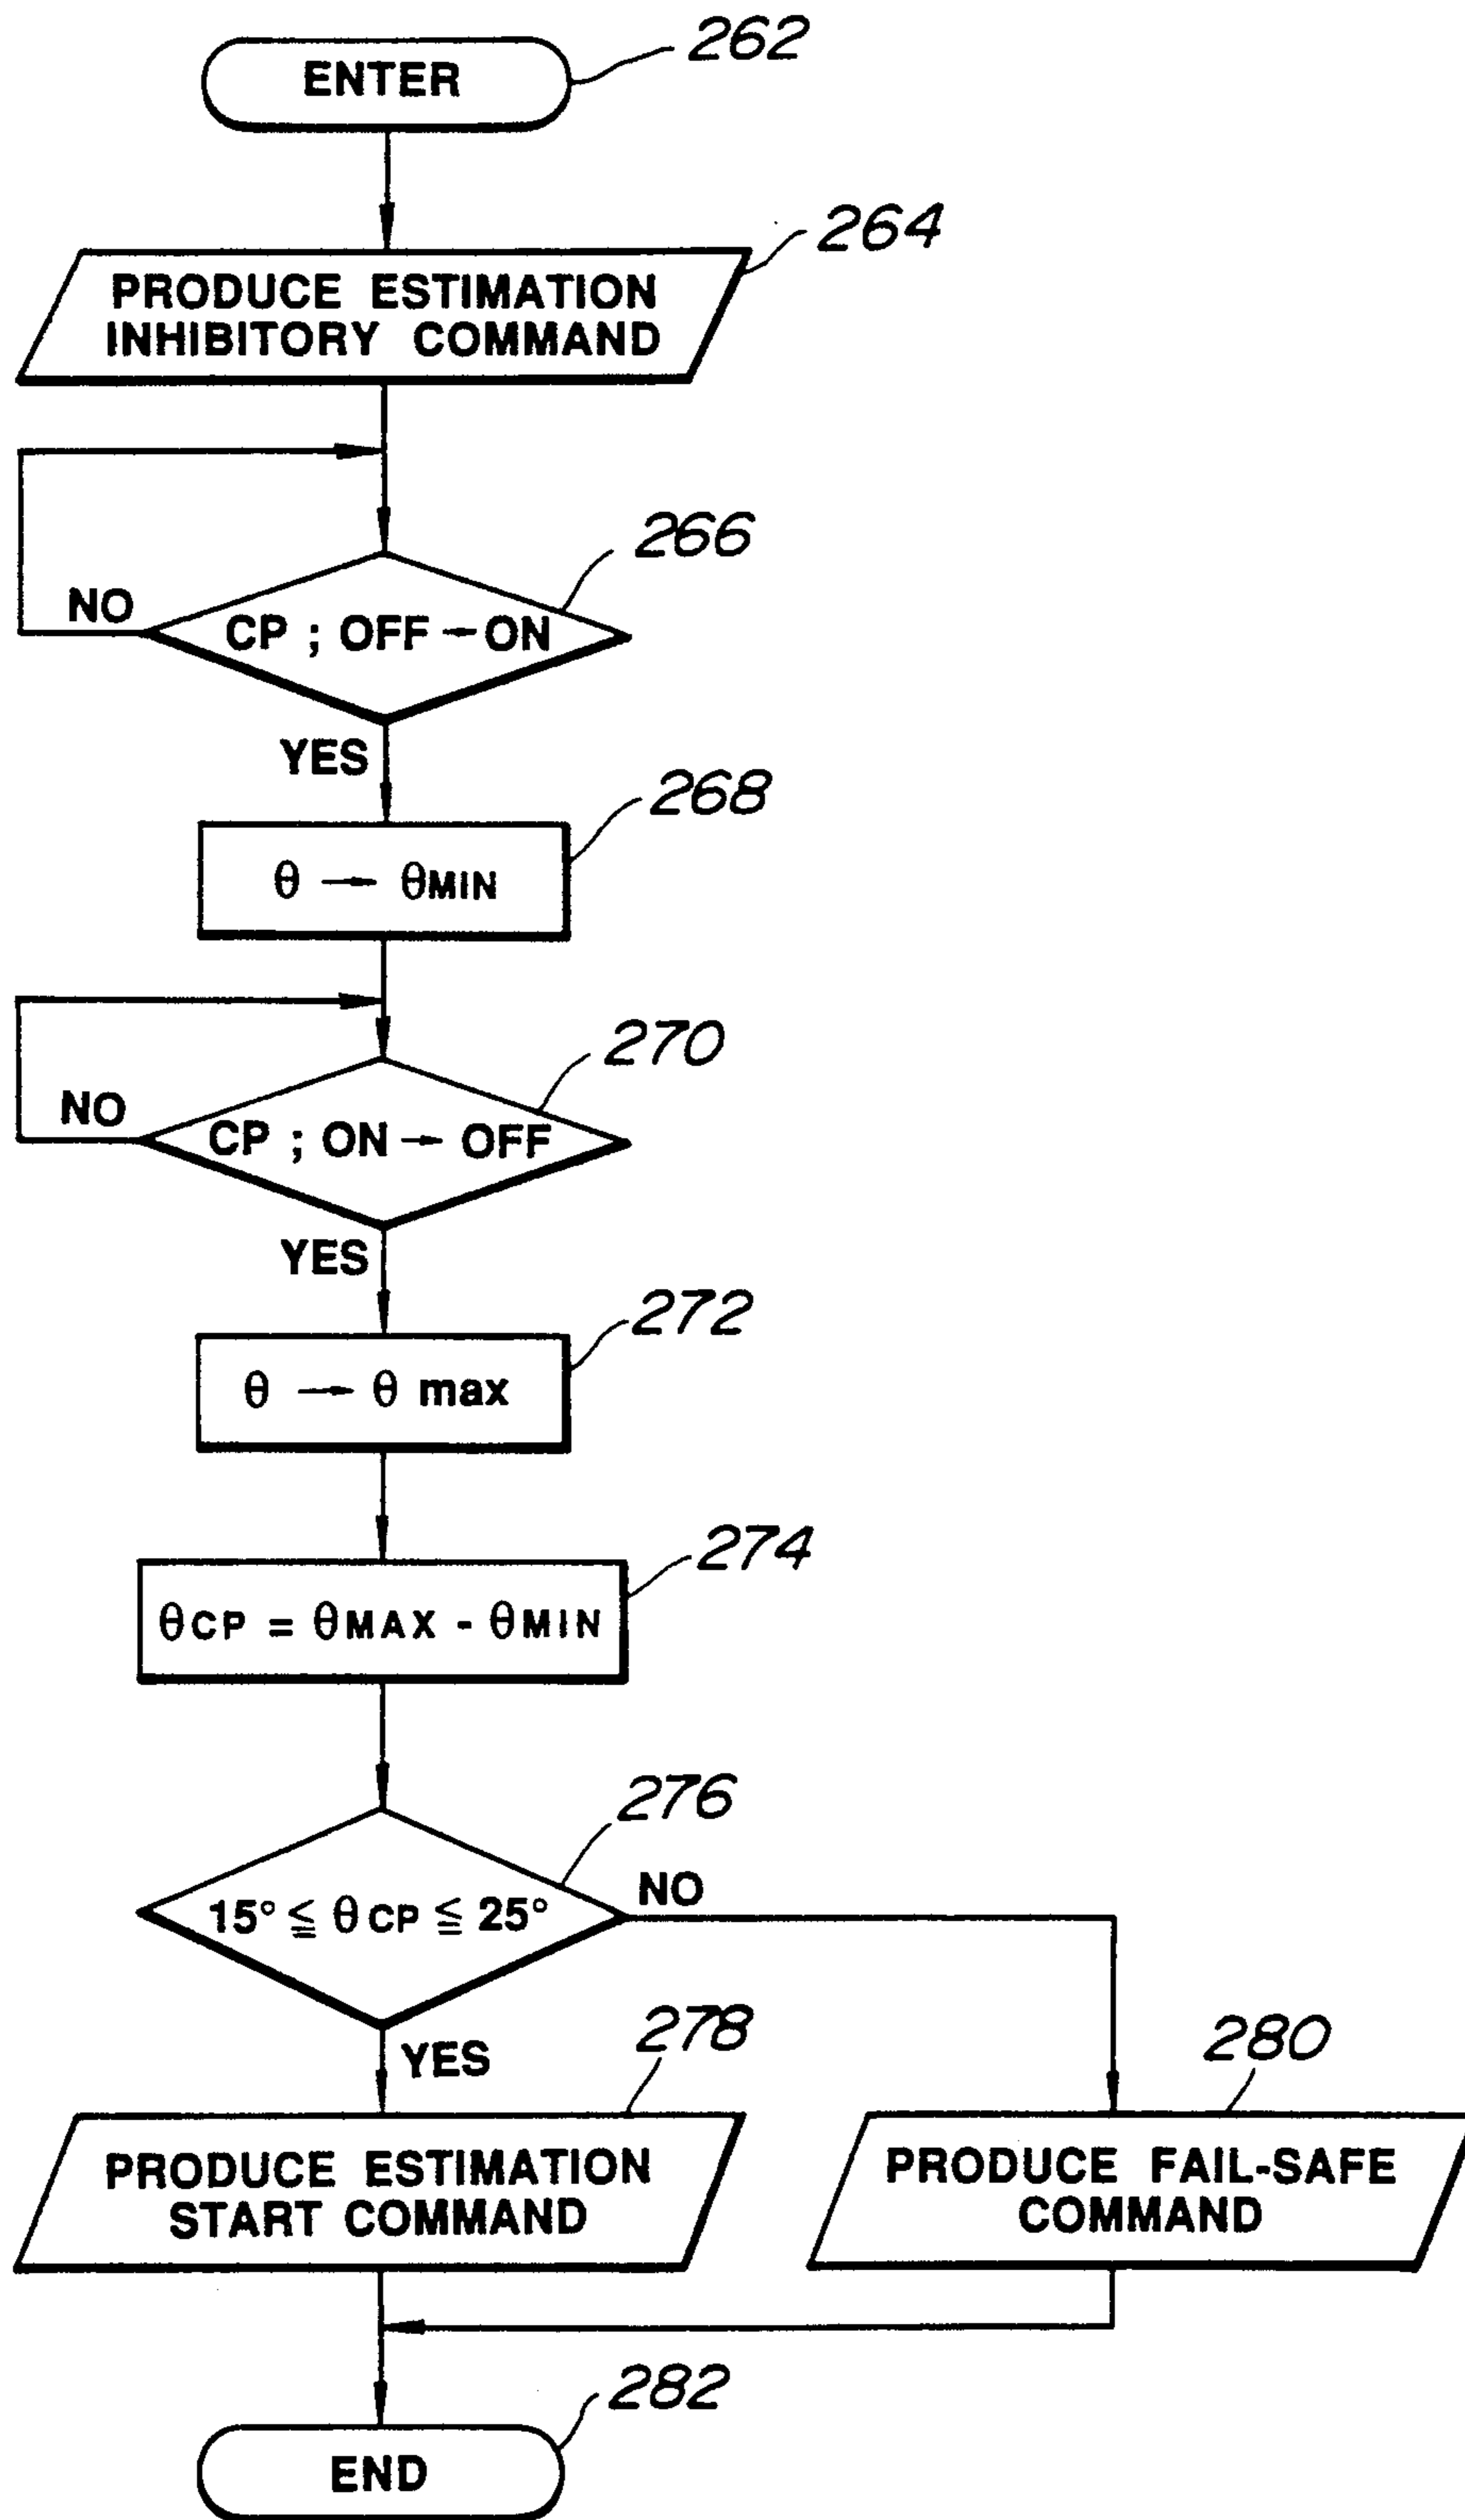 262
ENTER
264
PRODUCE ESTIMATION
INHIBITORY COMMAND
266
NO
CP ; OFF → ON
YES
268
θ → θMIN
270
NO
CP ; ON → OFF
YES
272
θ → θ max
274
θCP = θMAX - θMIN
276
NO
15° ≦ θCP ≦ 25°
278
280
YES
PRODUCE ESTIMATION
START COMMAND
PRODUCE FAIL-SAFE
COMMAND
282
END